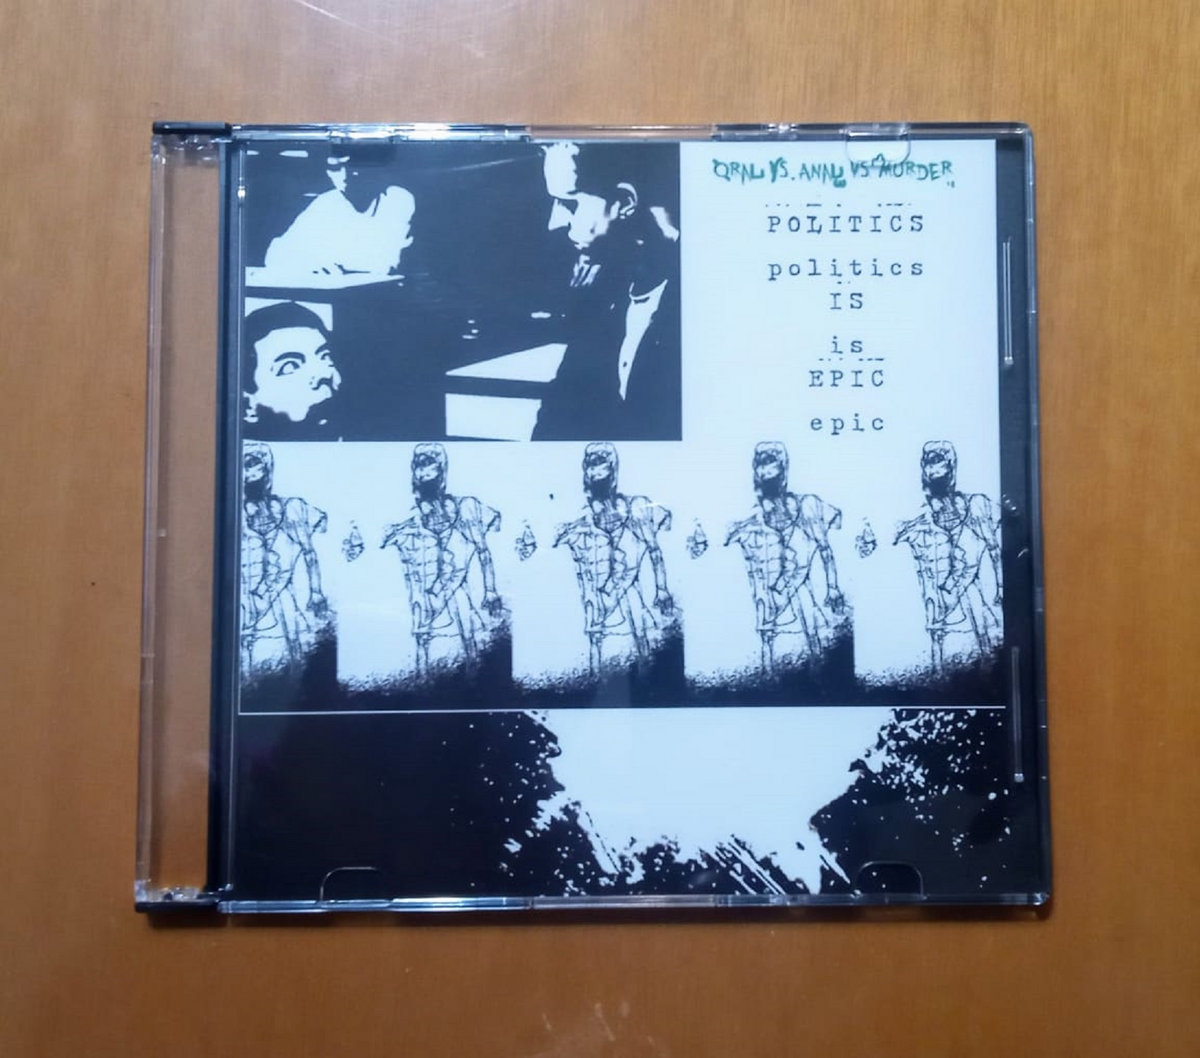 ORAL VS. ANAL VS "MURDER"
POLITICS
politics
IS
is
EPIC
epic